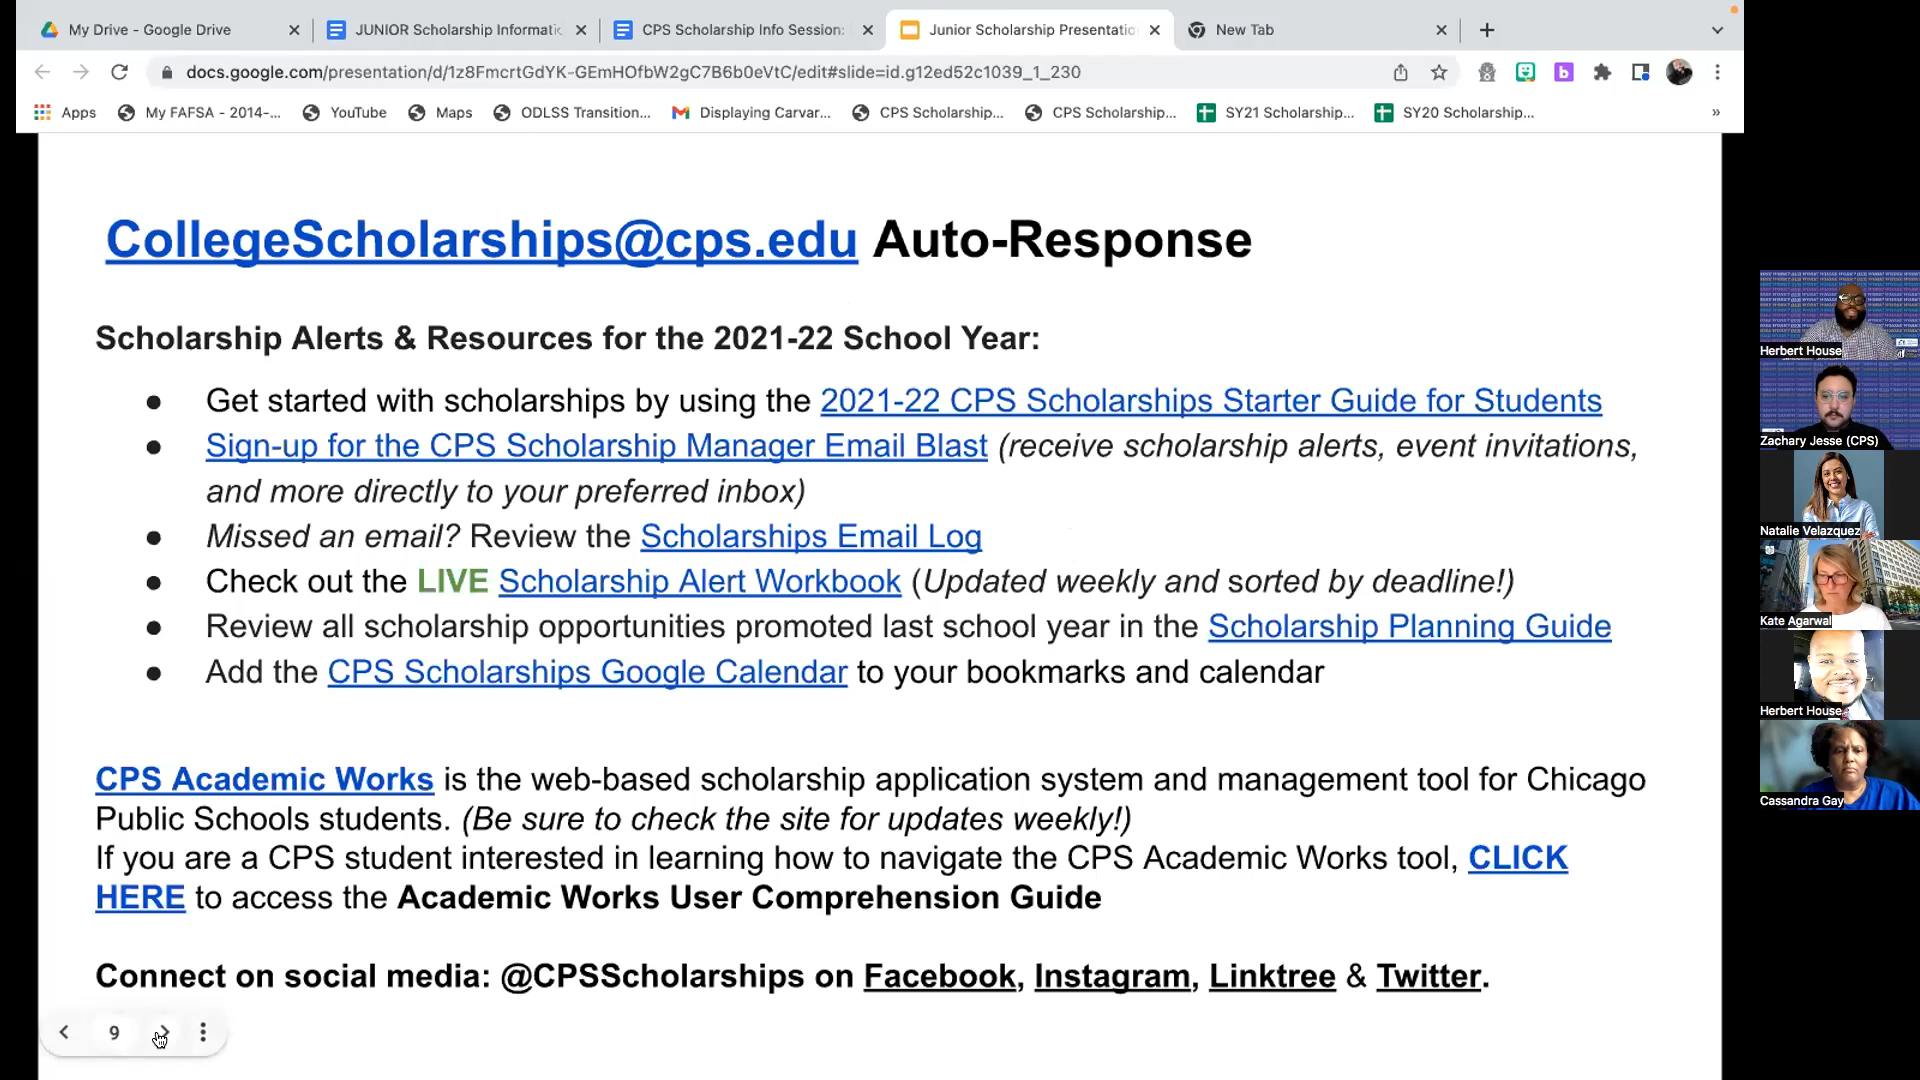 My Drive - Google Drive
JUNIOR Scholarship Informati
CPS Scholarship Info Session:
Junior Scholarship Presentatio
New Tab
docs.google.com/presentation/d/1z8FmcrtGdYK-GEmHOfbW2gC7B6b0eVtC/edit#slide=id.g12ed52c1039_1_230
Apps
My FAFSA - 2014-...
YouTube
Maps
ODLSS Transition...
Displaying Carvar...
CPS Scholarship...
CPS Scholarship...
SY21 Scholarship...
SY20 Scholarship...
CollegeScholarships@cps.edu Auto-Response
Scholarship Alerts & Resources for the 2021-22 School Year:
● Get started with scholarships by using the 2021-22 CPS Scholarships Starter Guide for Students
● Sign-up for the CPS Scholarship Manager Email Blast (receive scholarship alerts, event invitations,
and more directly to your preferred inbox)
● Missed an email? Review the Scholarships Email Log
● Check out the LIVE Scholarship Alert Workbook (Updated weekly and sorted by deadline!)
● Review all scholarship opportunities promoted last school year in the Scholarship Planning Guide
● Add the CPS Scholarships Google Calendar to your bookmarks and calendar
CPS Academic Works is the web-based scholarship application system and management tool for Chicago
Public Schools students. (Be sure to check the site for updates weekly!)
If you are a CPS student interested in learning how to navigate the CPS Academic Works tool, CLICK
HERE to access the Academic Works User Comprehension Guide
Connect on social media: @CPSScholarships on Facebook, Instagram, Linktree & Twitter.
9
Herbert House
Zachary Jesse (CPS)
Natalie Velazquez
Kate Agarwal
Herbert House
Cassandra Gay